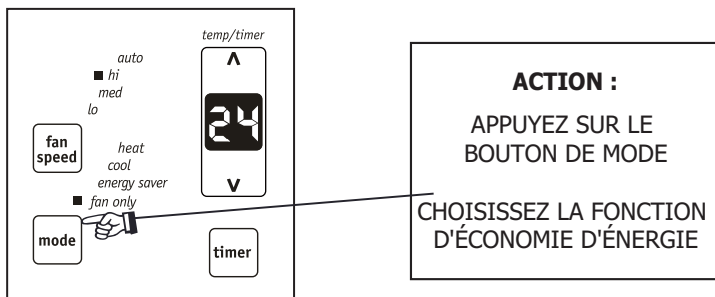 temp/timer
auto
hi
med
lo
24
fan
speed
heat
cool
energy saver
fan only
mode
timer
ACTION :
APPUYEZ SUR LE
BOUTON DE MODE
CHOISISSEZ LA FONCTION
D'ÉCONOMIE D'ÉNERGIE